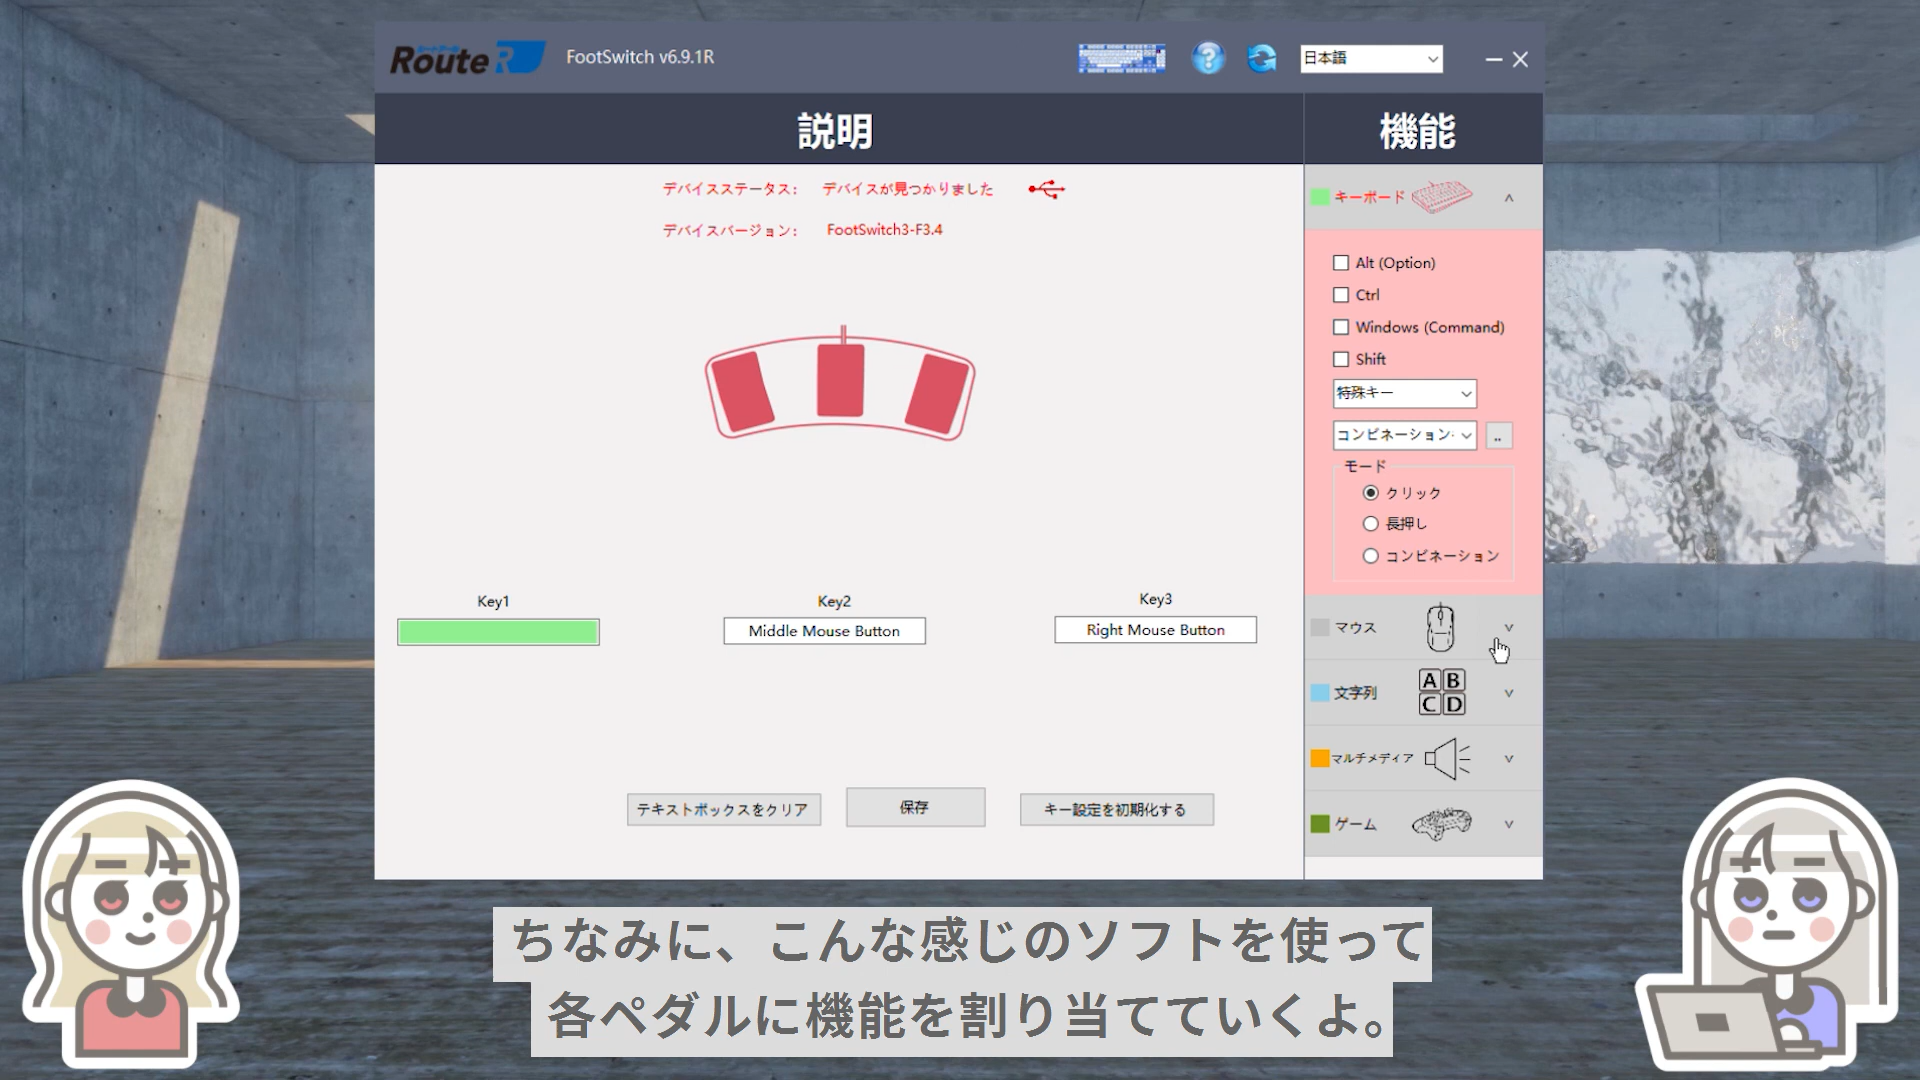 Route R
FootSwitch v6.9.1R
日本語
説明
機能
デバイスステータス： デバイスが見つかりました
デバイスバージョン： FootSwitch3-F3.4
キーボード
Alt (Option)
Ctrl
Windows (Command)
Shift
特殊キー
コンビネーション
..
モード
クリック
長押し
コンビネーション
Key1
Key2
Key3
Middle Mouse Button
Right Mouse Button
マウス
文字列
A B
C D
マルチメディア
ゲーム
テキストボックスをクリア
保存
キー設定を初期化する
ちなみに、こんな感じのソフトを使って
各ペダルに機能を割り当てていくよ。